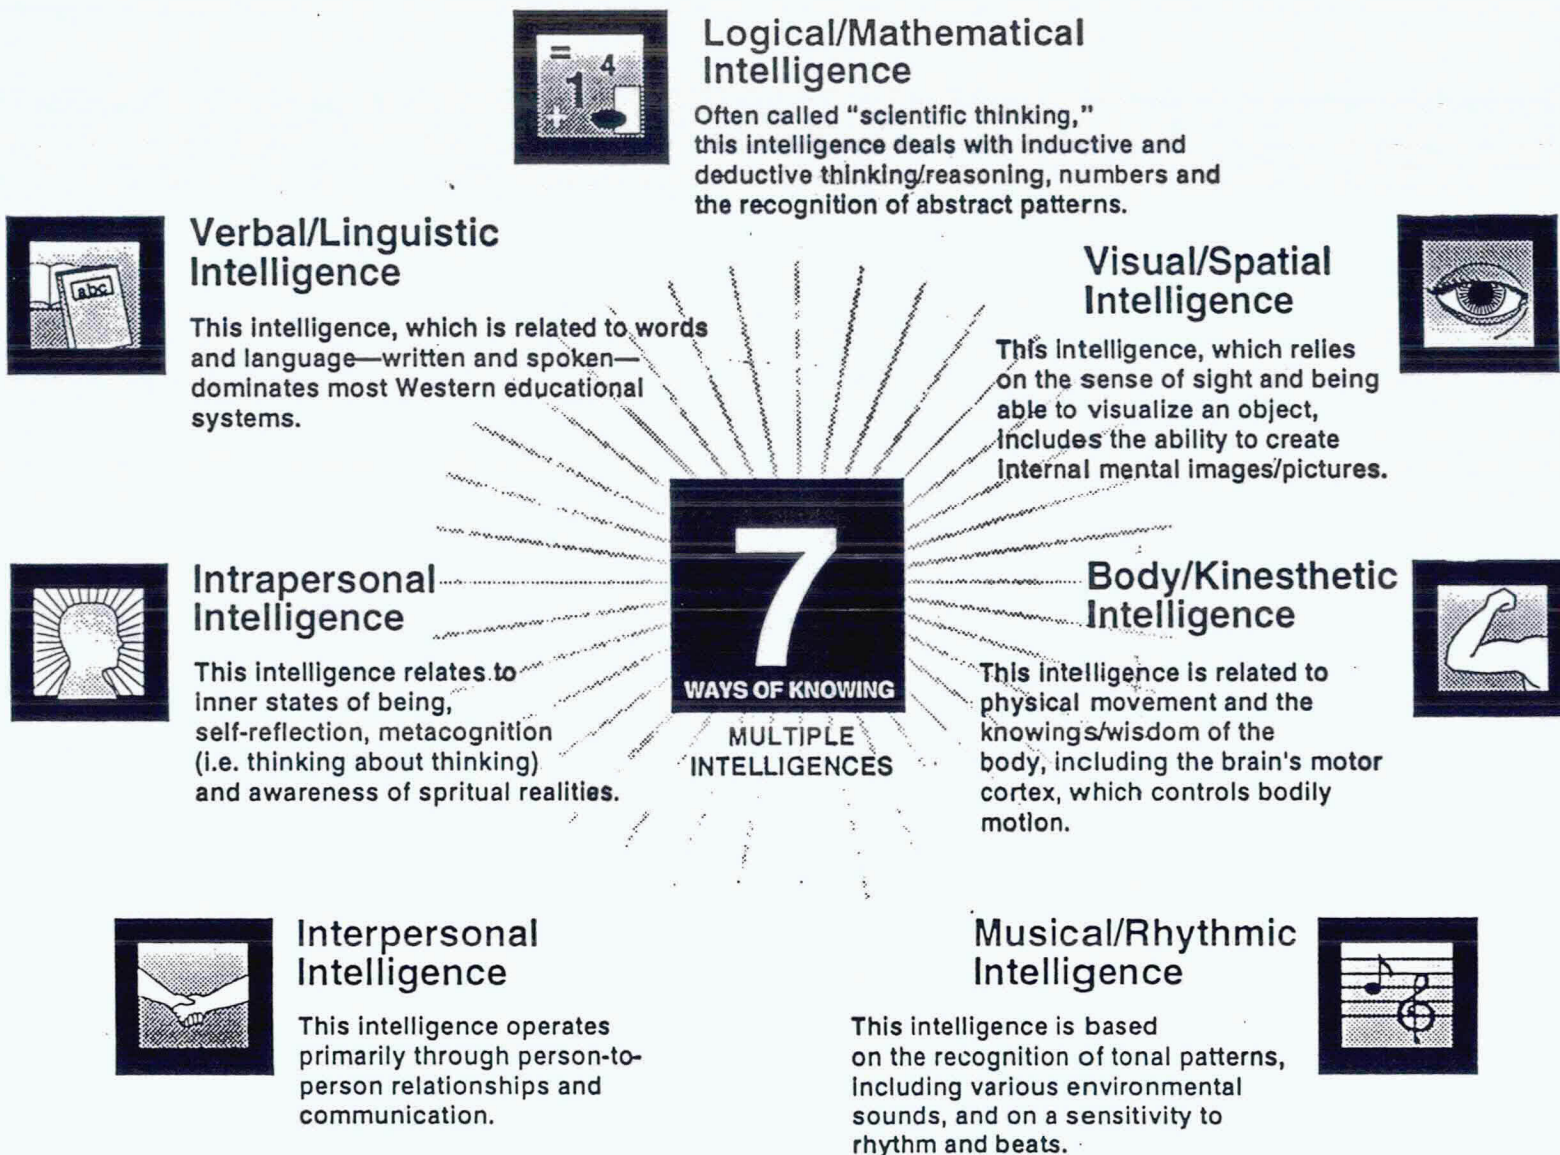 = 4
1
+
Logical/Mathematical
Intelligence
Often called "scientific thinking,"
this intelligence deals with inductive and
deductive thinking/reasoning, numbers and
the recognition of abstract patterns.
abc
Verbal/Linguistic
Intelligence
This intelligence, which is related to words
and language—written and spoken—
dominates most Western educational
systems.
Visual/Spatial
Intelligence
This intelligence, which relies
on the sense of sight and being
able to visualize an object,
includes the ability to create
internal mental images/pictures.
7
WAYS OF KNOWING
MULTIPLE
INTELLIGENCES
Intrapersonal
Intelligence
This intelligence relates to
inner states of being,
self-reflection, metacognition
(i.e. thinking about thinking)
and awareness of spritual realities.
Body/Kinesthetic
Intelligence
This intelligence is related to
physical movement and the
knowings/wisdom of the
body, including the brain's motor
cortex, which controls bodily
motion.
Interpersonal
Intelligence
This intelligence operates
primarily through person-to-
person relationships and
communication.
Musical/Rhythmic
Intelligence
This intelligence is based
on the recognition of tonal patterns,
including various environmental
sounds, and on a sensitivity to
rhythm and beats.